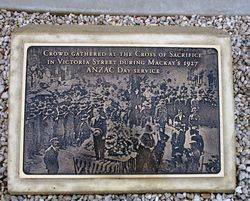 Crowd gathered at the Cross of Sacrifice
in Victoria Street during Mackay's 1927
ANZAC Day service